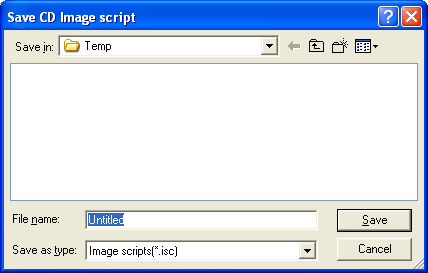 Save CD Image script
Save in: Temp
File name: Untitled Save
Save as type: Image scripts(*.isc) Cancel